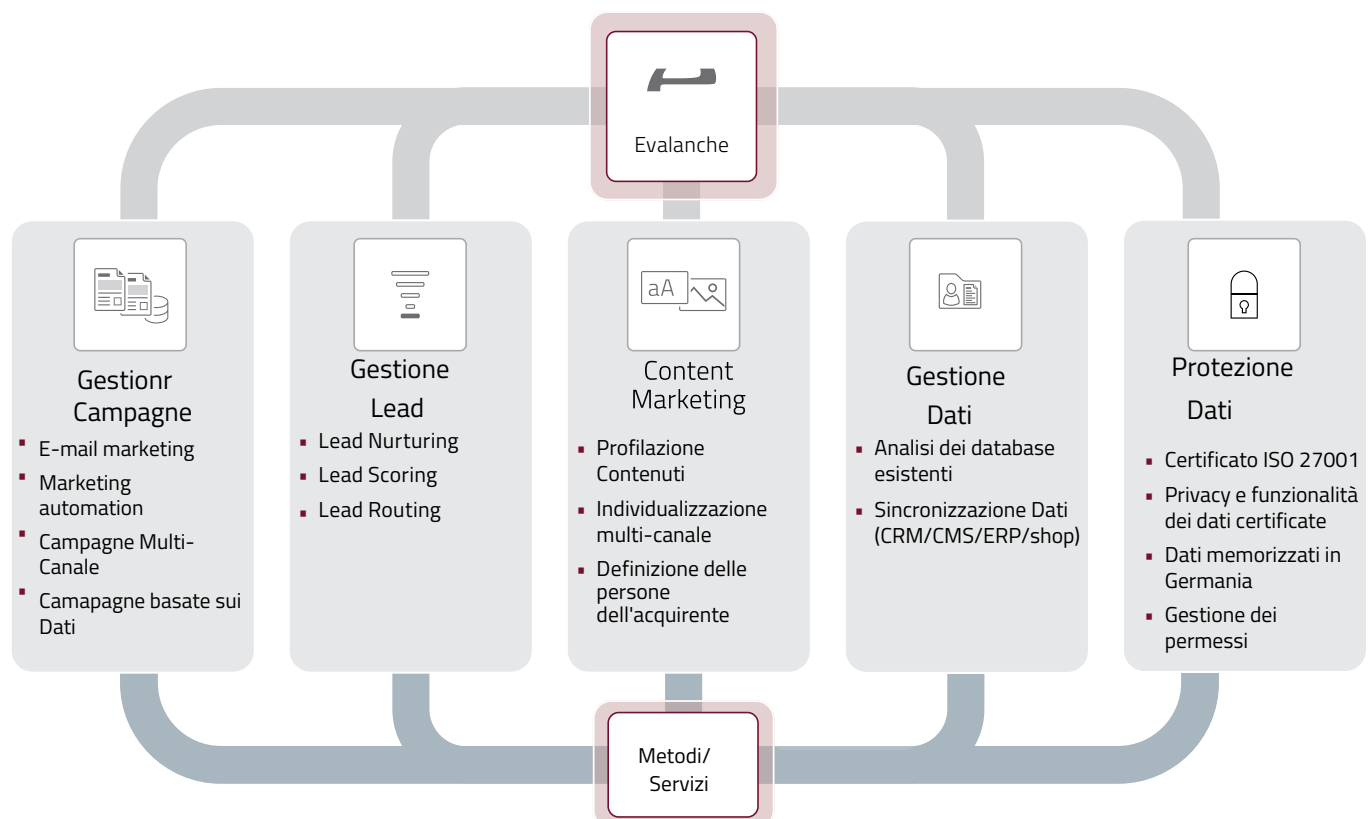 Evalanche
Gestionr
Campagne
E-mail marketing
Marketing
automation
Campagne Multi-
Canale
Camapagne basate sui
Dati
Gestione
Lead
Lead Nurturing
Lead Scoring
Lead Routing
aA
Content
Marketing
Profilazione
Contenuti
Individualizzazione
multi-canale
Definizione delle
persone
dell'acquirente
Gestione
Dati
Analisi dei database
esistenti
Sincronizzazione Dati
(CRM/CMS/ERP/shop)
Protezione
Dati
Certificato ISO 27001
Privacy e funzionalità
dei dati certificate
Dati memorizzati in
Germania
Gestione dei
permessi
Metodi/
Servizi